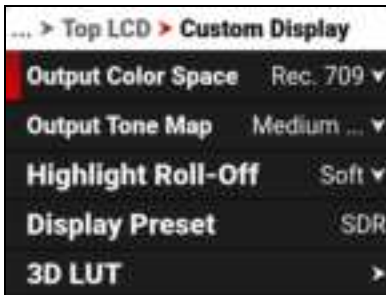 ... > Top LCD > Custom Display
Output Color Space Rec. 709
Output Tone Map Medium ...
Highlight Roll-Off Soft
Display Preset SDR
3D LUT >